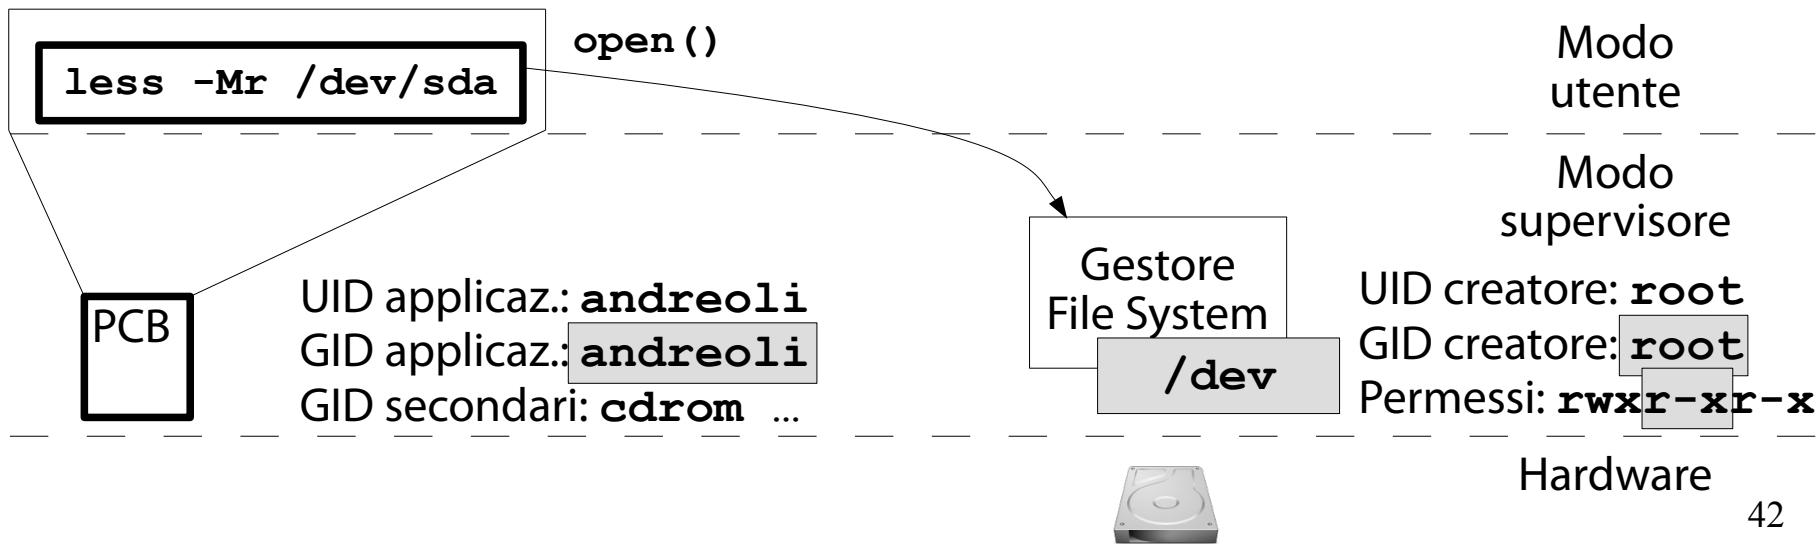 open()
less -Mr /dev/sda
Modo
utente
Modo
supervisore
PCB
UID applicaz.: andreoli
GID applicaz.: andreoli
GID secondari: cdrom ...
Gestore
File System
/dev
UID creatore: root
GID creatore: root
Permessi: rwxr-xr-x
Hardware
42